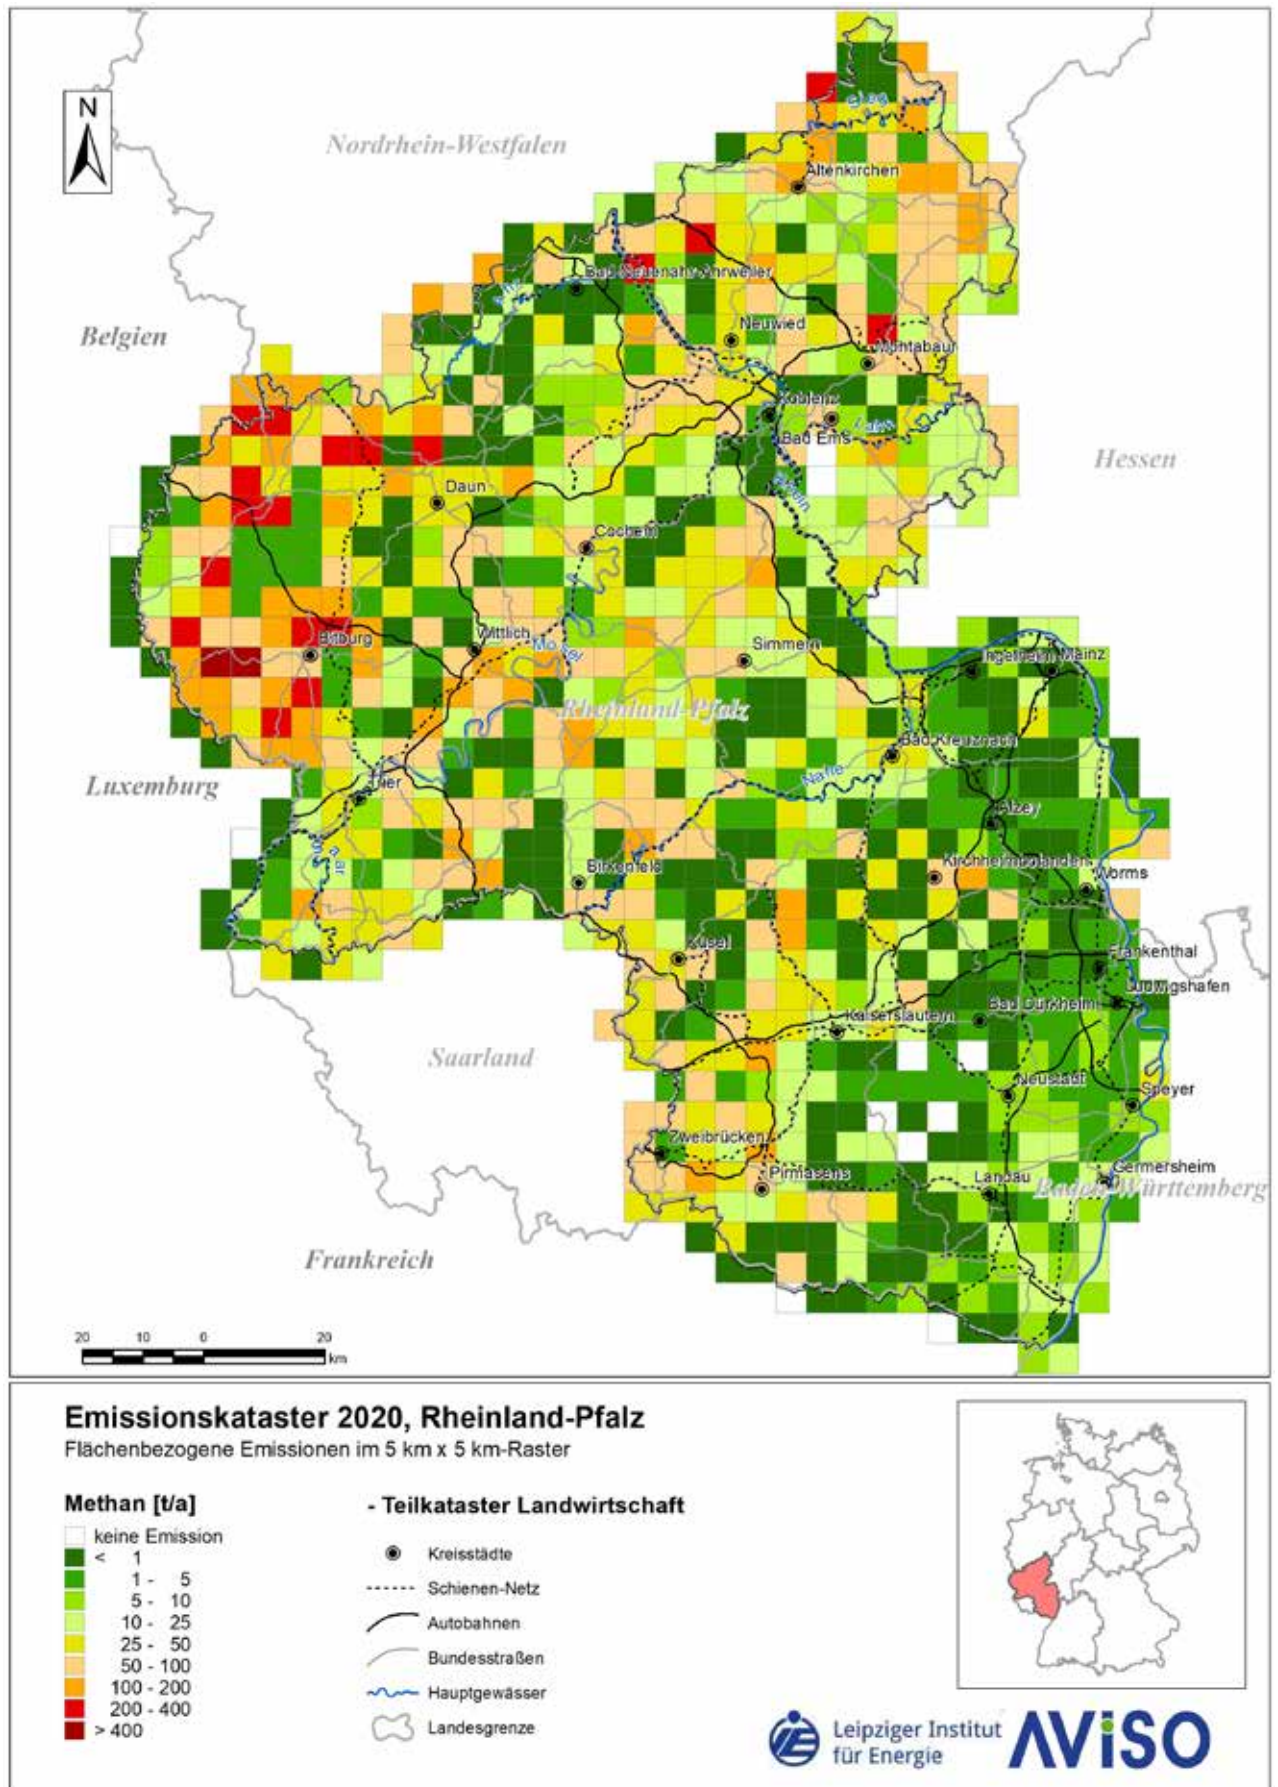 N
Nordrhein-Westfalen
Sieg
Altenkirchen
Bad Neuenahr-Ahrweiler
Ahr
Belgien
Neuwied
Montabaur
Koblenz
Lahn
Bad Ems
Hessen
Daun
Rhein
Cochem
Bitburg
Wittlich
Mosel
Simmern
Ingelheim
Mainz
Rheinland-Pfalz
Bad Kreuznach
Nahe
Luxemburg
Trier
Alzey
Saar
Birkenfeld
Kirchheimbolanden
Worms
Kusel
Frankenthal
Ludwigshafen
Bad Dürkheim
Kaiserslautern
Saarland
Neustadt
Speyer
Zweibrücken
Pirmasens
Landau
Germersheim
Baden-Württemberg
Frankreich
20 10 0 20
km
Emissionskataster 2020, Rheinland-Pfalz
Flächenbezogene Emissionen im 5 km x 5 km-Raster
Methan [t/a]
keine Emission
< 1
1 - 5
5 - 10
10 - 25
25 - 50
50 - 100
100 - 200
200 - 400
> 400
- Teilkataster Landwirtschaft
Kreisstädte
Schienen-Netz
Autobahnen
Bundesstraßen
Hauptgewässer
Landesgrenze
Leipziger Institut
für Energie
AViSO